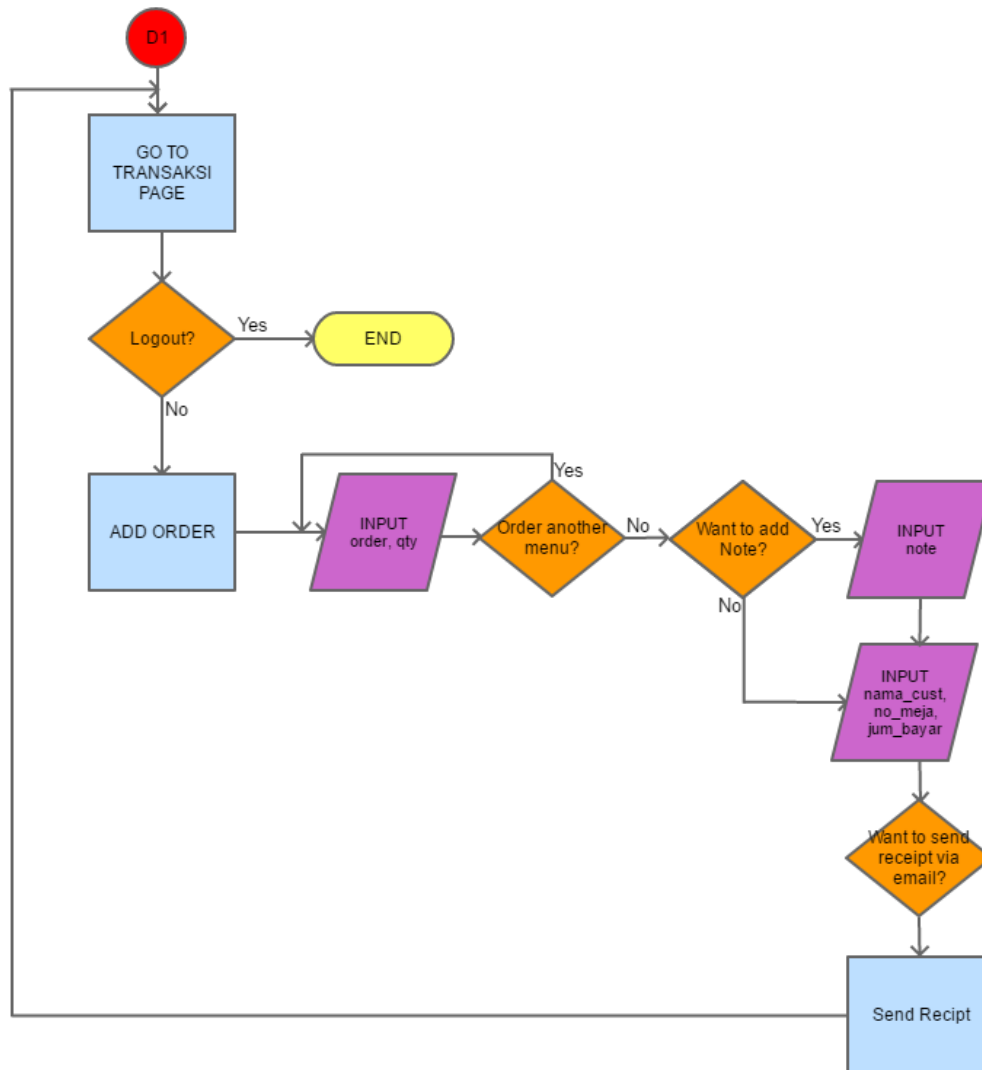 D1
GO TO
TRANSAKSI
PAGE
Logout?
Yes
END
No
ADD ORDER
INPUT
order, qty
Yes
Order another
menu?
No
Want to add
Note?
Yes
No
INPUT
note
INPUT
nama_cust,
no_meja,
jum_bayar
Want to send
receipt via
email?
Send Recipt